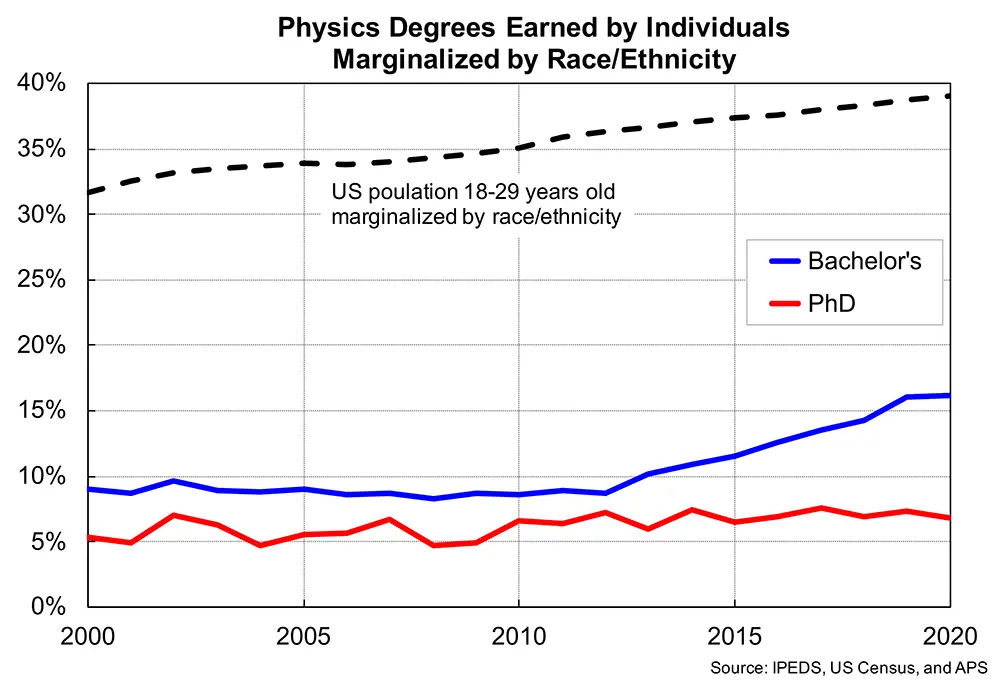 Physics Degrees Earned by Individuals
Marginalized by Race/Ethnicity
40%
35%
30%
25%
20%
15%
10%
5%
0%
US poulation 18-29 years old
marginalized by race/ethnicity
Bachelor's
PhD
2000 2005 2010 2015 2020
Source: IPEDS, US Census, and APS